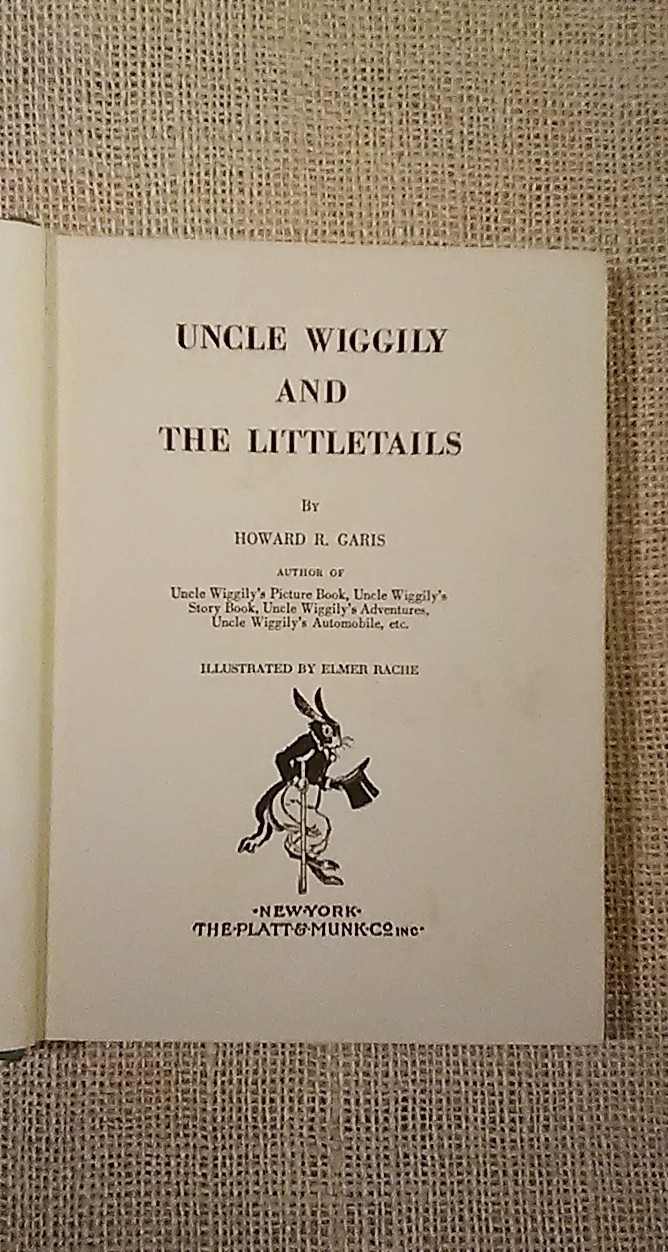 UNCLE WIGGILY
AND
THE LITTLETAILS
By
HOWARD R. GARIS
AUTHOR OF
Uncle Wiggily's Picture Book, Uncle Wiggily's
Story Book, Uncle Wiggily's Adventures,
Uncle Wiggily's Automobile, etc.
ILLUSTRATED BY ELMER RACHE
·NEW·YORK·
·THE·PLATT·&·MUNK·CO INC·